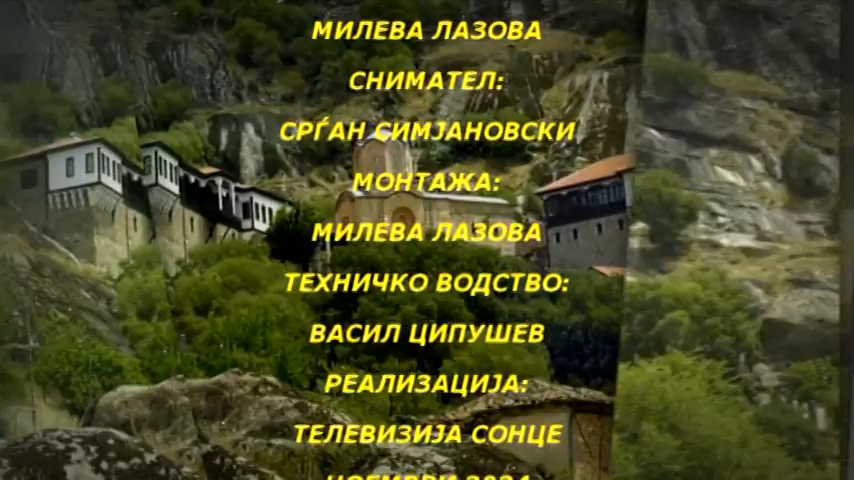 МИЛЕВА ЛАЗОВА
СНИМАТЕЛ:
СРЃАН СИМЈАНОВСКИ
МОНТАЖА:
МИЛЕВА ЛАЗОВА
ТЕХНИЧКО ВОДСТВО:
ВАСИЛ ЦИПУШЕВ
РЕАЛИЗАЦИЈА:
ТЕЛЕВИЗИЈА СОНЦЕ